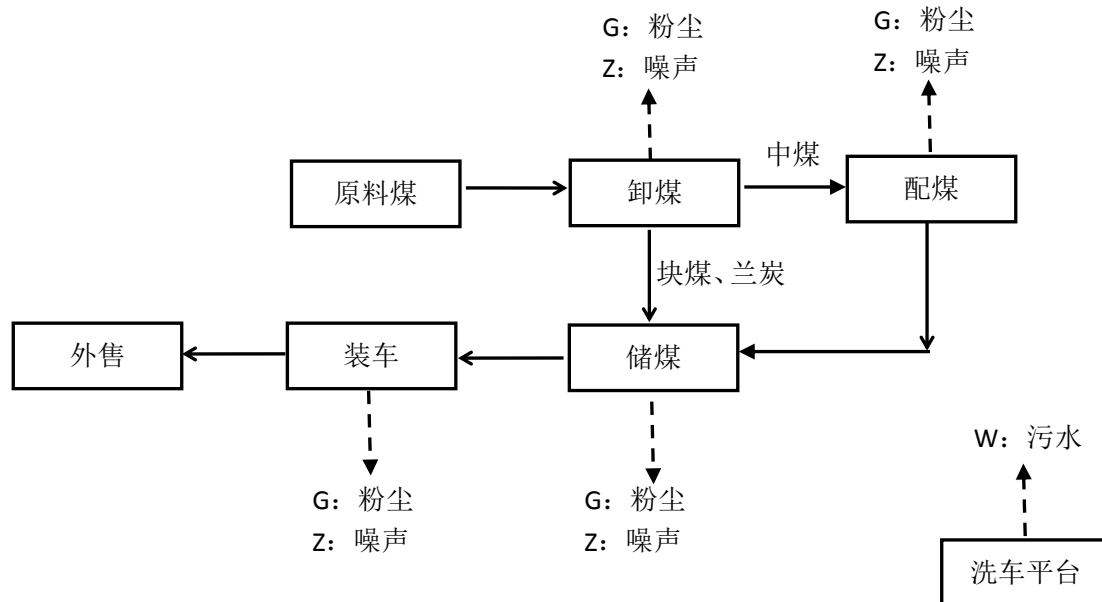 G：粉尘
Z：噪声
G：粉尘
Z：噪声
中煤
原料煤
卸煤
配煤
块煤、兰炭
外售
装车
储煤
W：污水
G：粉尘
Z：噪声
G：粉尘
Z：噪声
洗车平台